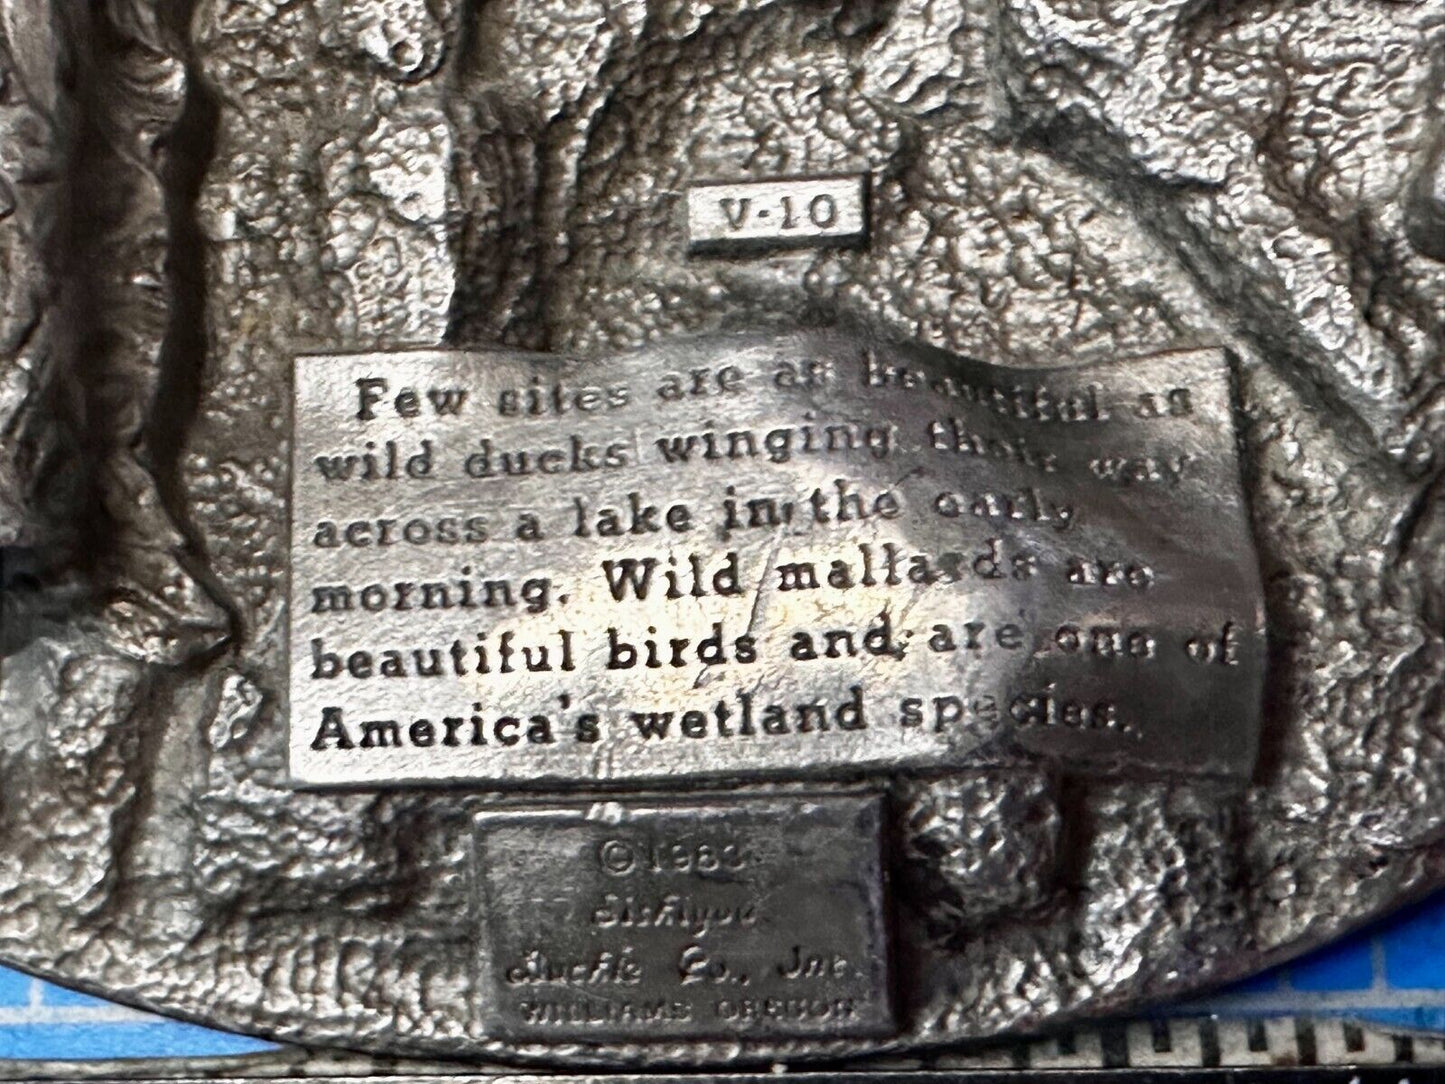 V-10
Few sites are as beautiful as
wild ducks winging their way
across a lake in the early
morning. Wild mallards are
beautiful birds and are one of
America's wetland species.
© 1983
Siskiyou
Buckle Co., Inc.
WILLIAMS OREGON